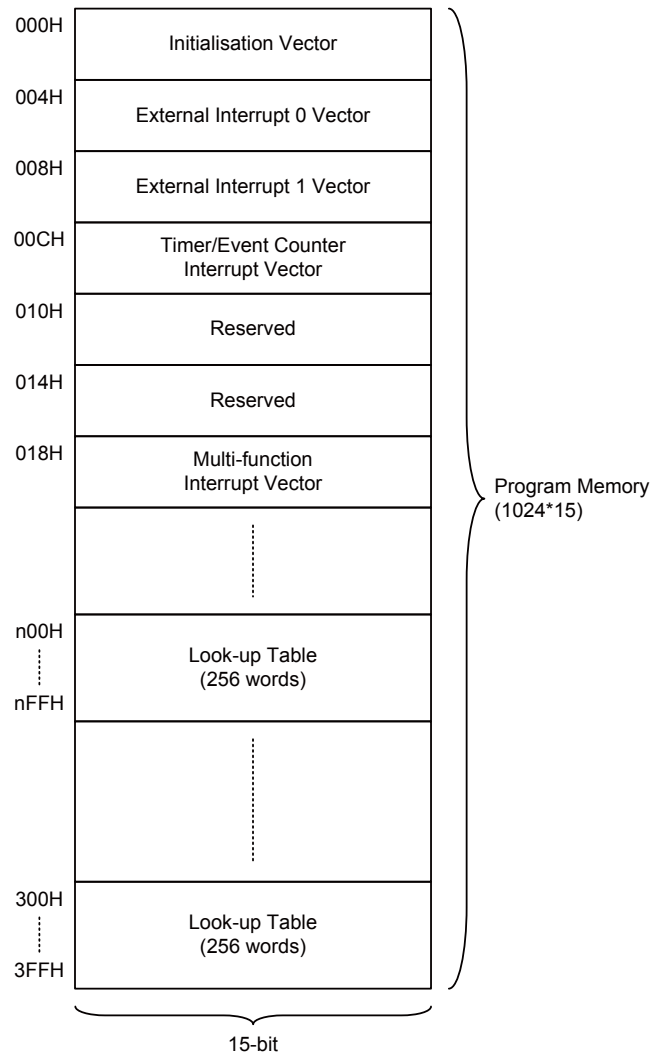 000H
Initialisation Vector
004H
External Interrupt 0 Vector
008H
External Interrupt 1 Vector
00CH
Timer/Event Counter
Interrupt Vector
010H
Reserved
014H
Reserved
018H
Multi-function
Interrupt Vector
Program Memory
(1024*15)
n00H
Look-up Table
(256 words)
nFFH
300H
Look-up Table
(256 words)
3FFH
15-bit